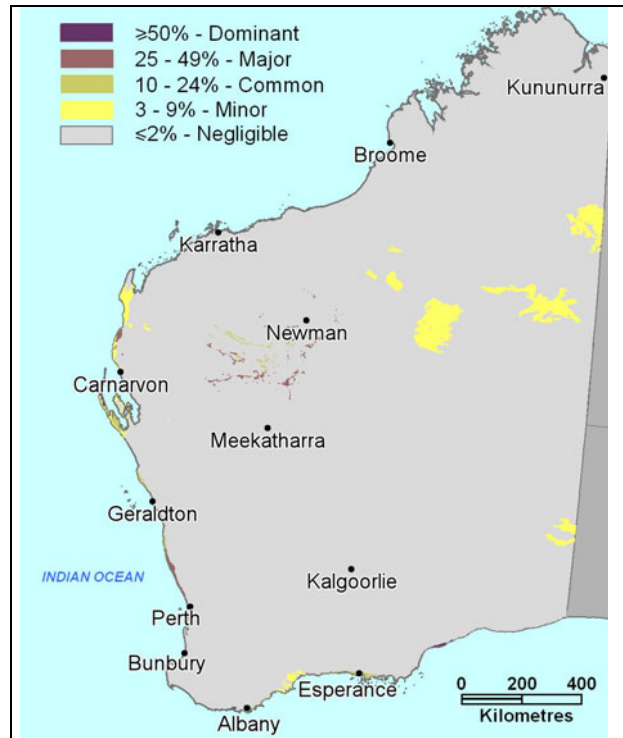 ≥50% - Dominant
25 - 49% - Major
10 - 24% - Common
3 - 9% - Minor
≤2% - Negligible
Kununurra
Broome
Karratha
Newman
Carnarvon
Meekatharra
Geraldton
INDIAN OCEAN
Kalgoorlie
Perth
Bunbury
Esperance
Albany
0 200 400
Kilometres